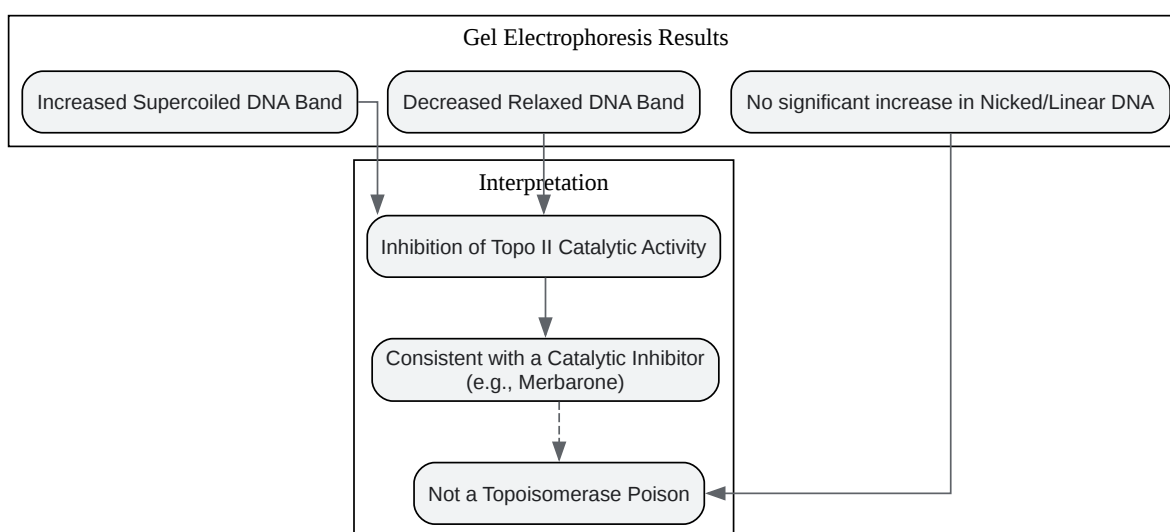 Gel Electrophoresis Results
Increased Supercoiled DNA Band
Decreased Relaxed DNA Band
No significant increase in Nicked/Linear DNA
Interpretation
Inhibition of Topo II Catalytic Activity
Consistent with a Catalytic Inhibitor
(e.g., Merbarone)
Not a Topoisomerase Poison